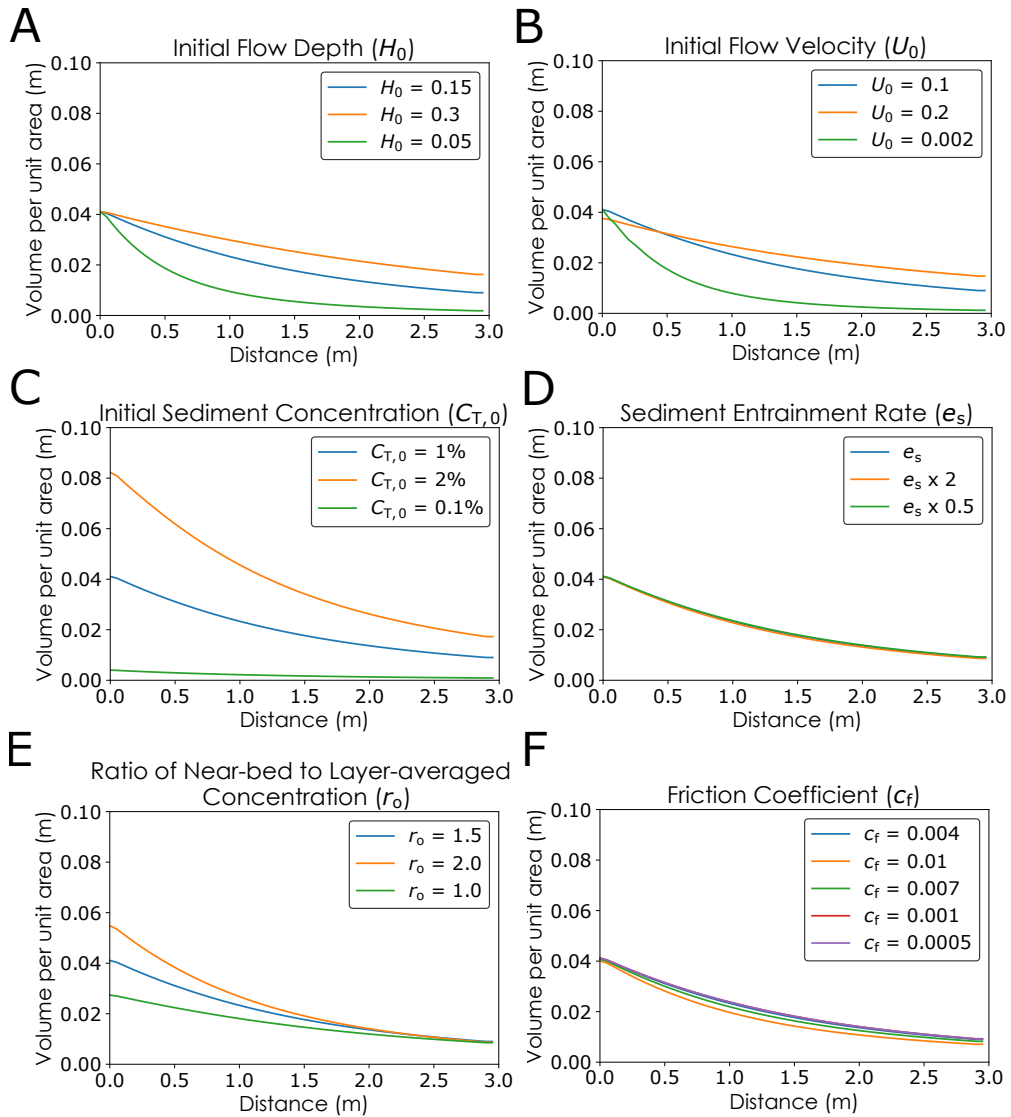 A
Initial Flow Depth (H0)
Volume per unit area (m)
0.10
0.08
0.06
0.04
0.02
0.00
H0 = 0.15
H0 = 0.3
H0 = 0.05
0.0 0.5 1.0 1.5 2.0 2.5 3.0
Distance (m)
B
Initial Flow Velocity (U0)
Volume per unit area (m)
0.10
0.08
0.06
0.04
0.02
0.00
U0 = 0.1
U0 = 0.2
U0 = 0.002
0.0 0.5 1.0 1.5 2.0 2.5 3.0
Distance (m)
C
Initial Sediment Concentration (CT,0)
Volume per unit area (m)
0.10
0.08
0.06
0.04
0.02
0.00
CT,0 = 1%
CT,0 = 2%
CT,0 = 0.1%
0.0 0.5 1.0 1.5 2.0 2.5 3.0
Distance (m)
D
Sediment Entrainment Rate (es)
Volume per unit area (m)
0.10
0.08
0.06
0.04
0.02
0.00
es
es x 2
es x 0.5
0.0 0.5 1.0 1.5 2.0 2.5 3.0
Distance (m)
E
Ratio of Near-bed to Layer-averaged
Concentration (ro)
Volume per unit area (m)
0.10
0.08
0.06
0.04
0.02
0.00
ro = 1.5
ro = 2.0
ro = 1.0
0.0 0.5 1.0 1.5 2.0 2.5 3.0
Distance (m)
F
Friction Coefficient (cf)
Volume per unit area (m)
0.10
0.08
0.06
0.04
0.02
0.00
cf = 0.004
cf = 0.01
cf = 0.007
cf = 0.001
cf = 0.0005
0.0 0.5 1.0 1.5 2.0 2.5 3.0
Distance (m)